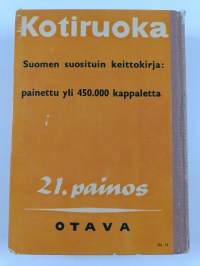 Kotiruoka
Suomen suosituin keittokirja:
painettu yli 450.000 kappaletta
21. painos
OTAVA